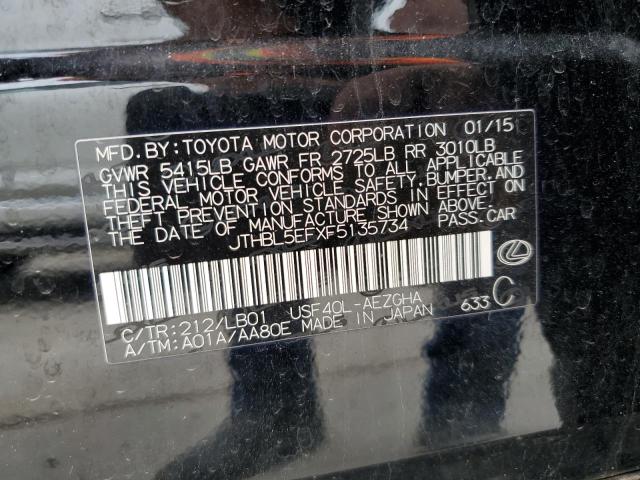 MFD.BY:TOYOTA MOTOR CORPORATION 01/15
GVWR 5415LB GAWR FR 2725LB RR 3010LB
THIS VEHICLE CONFORMS TO ALL APPLICABLE
FEDERAL MOTOR VEHICLE SAFETY,BUMPER,AND
THEFT PREVENTION STANDARDS IN EFFECT ON
THE DATE OF MANUFACTURE SHOWN ABOVE.
JTHBL5EFXF5135734 PASS.CAR
C/TR:212/LB01 USF40L-AEZGHA 633 C
A/TM:A01A/AA80E MADE IN JAPAN